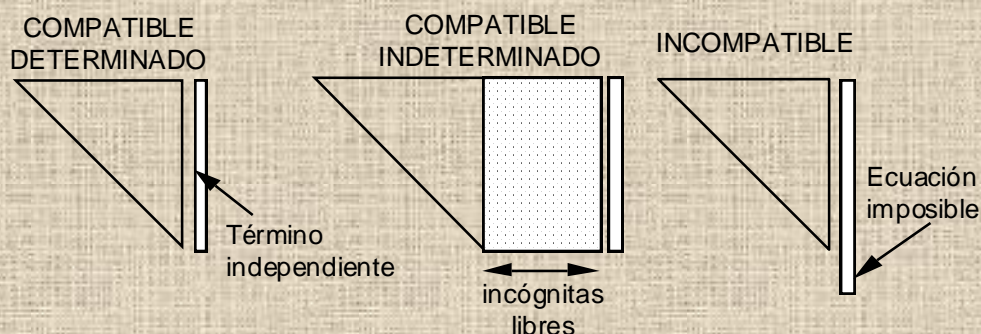 COMPATIBLE
DETERMINADO
COMPATIBLE
INDETERMINADO
INCOMPATIBLE
Término
independiente
incógnitas
libres
Ecuación
imposible